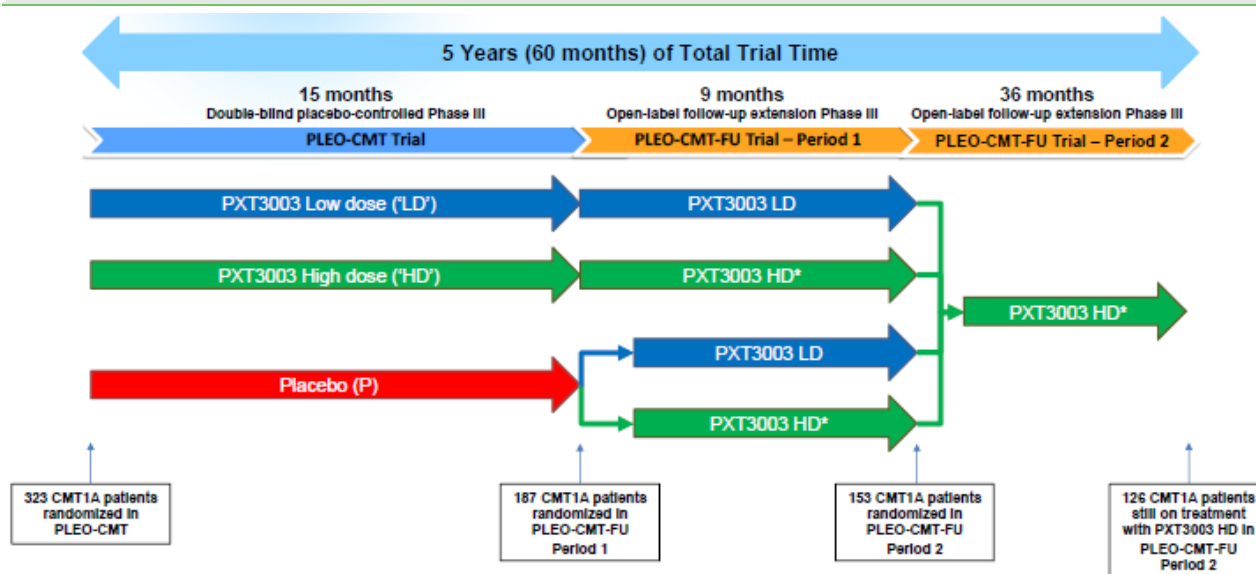 5 Years (60 months) of Total Trial Time
15 months
Double-blind placebo-controlled Phase III
9 months
Open-label follow-up extension Phase III
36 months
Open-label follow-up extension Phase III
PLEO-CMT Trial
PLEO-CMT-FU Trial – Period 1
PLEO-CMT-FU Trial – Period 2
PXT3003 Low dose (‘LD’)
PXT3003 LD
PXT3003 High dose (‘HD’)
PXT3003 HD*
PXT3003 HD*
PXT3003 LD
Placebo (P)
PXT3003 HD*
323 CMT1A patients
randomized in
PLEO-CMT
187 CMT1A patients
randomized in
PLEO-CMT-FU
Period 1
153 CMT1A patients
randomized in
PLEO-CMT-FU
Period 2
126 CMT1A patients
still on treatment
with PXT3003 HD in
PLEO-CMT-FU
Period 2